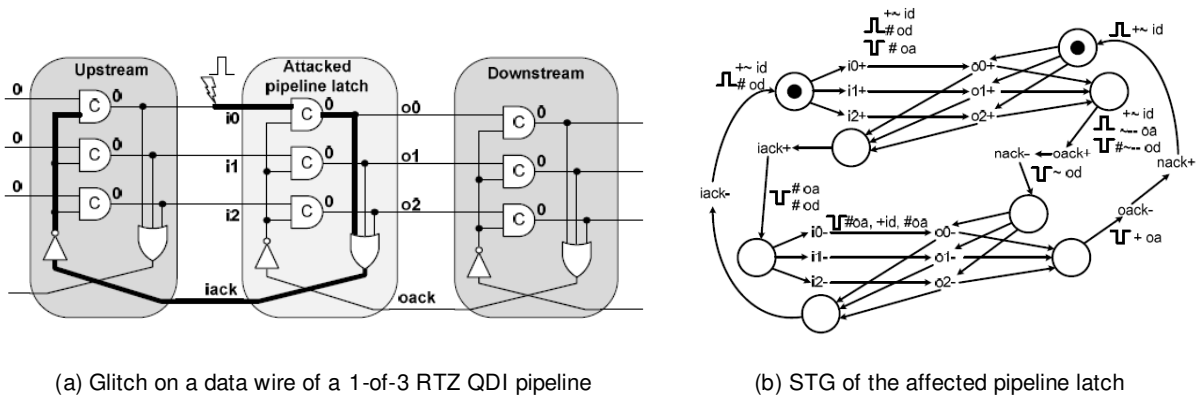 Upstream
Attacked
pipeline latch
Downstream
0
0
C
0
C
0
o0
C
0
i0
0
C
0
i1
C
0
o1
C
0
0
C
0
i2
C
0
o2
C
0
iack
oack
+~ id
# od
# oa
+~ id
# od
i0+
i1+
i2+
o0+
o1+
o2+
+~ id
iack+
nack-
oack+
+~ id
~-- oa
#~-- od
~ od
nack+
iack-
# oa
# od
#oa, +id, #oa
i0-
i1-
i2-
o0-
o1-
o2-
oack-
+ oa
(a) Glitch on a data wire of a 1-of-3 RTZ QDI pipeline
(b) STG of the affected pipeline latch